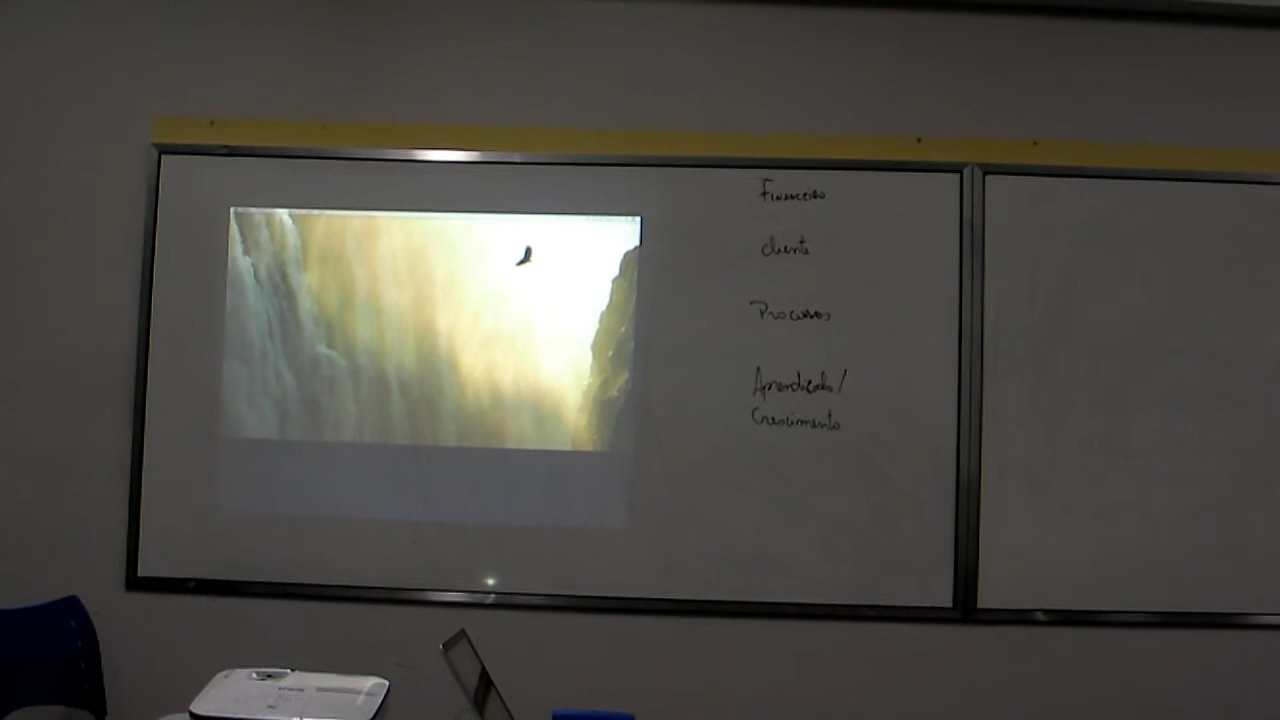 Financeiro
cliente
Processos
Aprendizado/
Crescimento